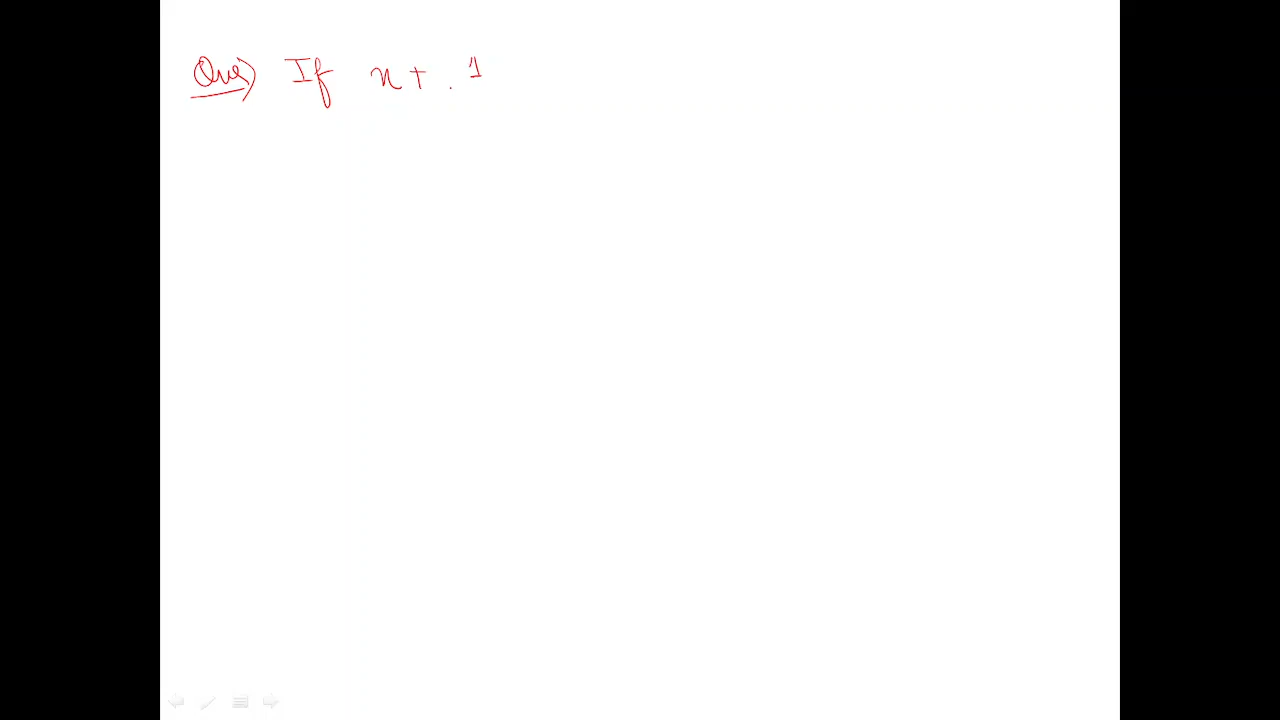 Que) If x + 1